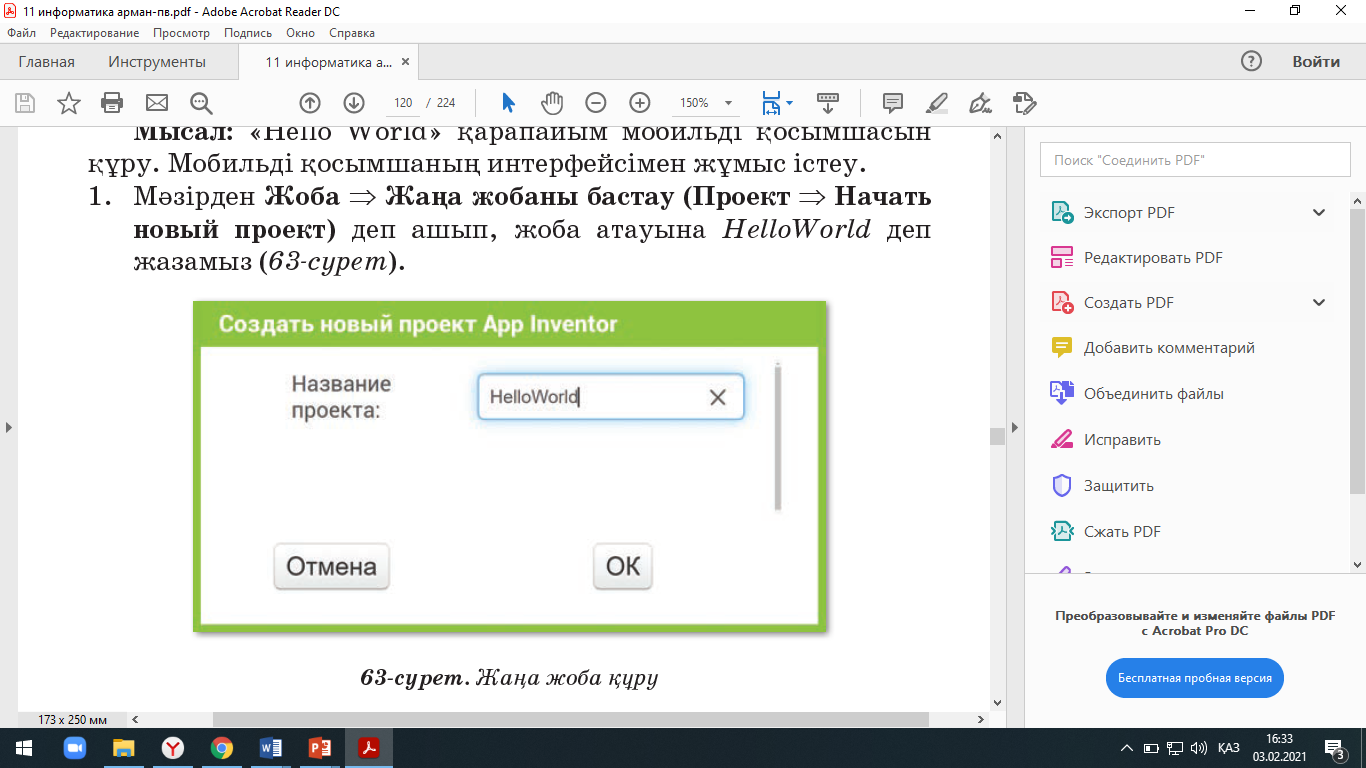 11 информатика арман-пв.pdf - Adobe Acrobat Reader DC
Файл Редактирование Просмотр Подпись Окно Справка
Главная Инструменты 11 информатика а... Войти
120 / 224 150%
Мысал: «Hello World» қарапайым мобильді қосымшасын
құру. Мобильді қосымшаның интерфейсімен жұмыс істеу.
1. Мәзірден Жоба ⇒ Жаңа жобаны бастау (Проект ⇒ Начать
новый проект) деп ашып, жоба атауына HelloWorld деп
жазамыз (63-сурет).
Создать новый проект App Inventor
Название
проекта:
HelloWorld
Отмена OK
63-сурет. Жаңа жоба құру
173 x 250 мм
Поиск "Соединить PDF"
Экспорт PDF
Редактировать PDF
Создать PDF
Добавить комментарий
Объединить файлы
Исправить
Защитить
Сжать PDF
Преобразовывайте и изменяйте файлы PDF
с Acrobat Pro DC
Бесплатная пробная версия
ҚАЗ
16:33
03.02.2021
3